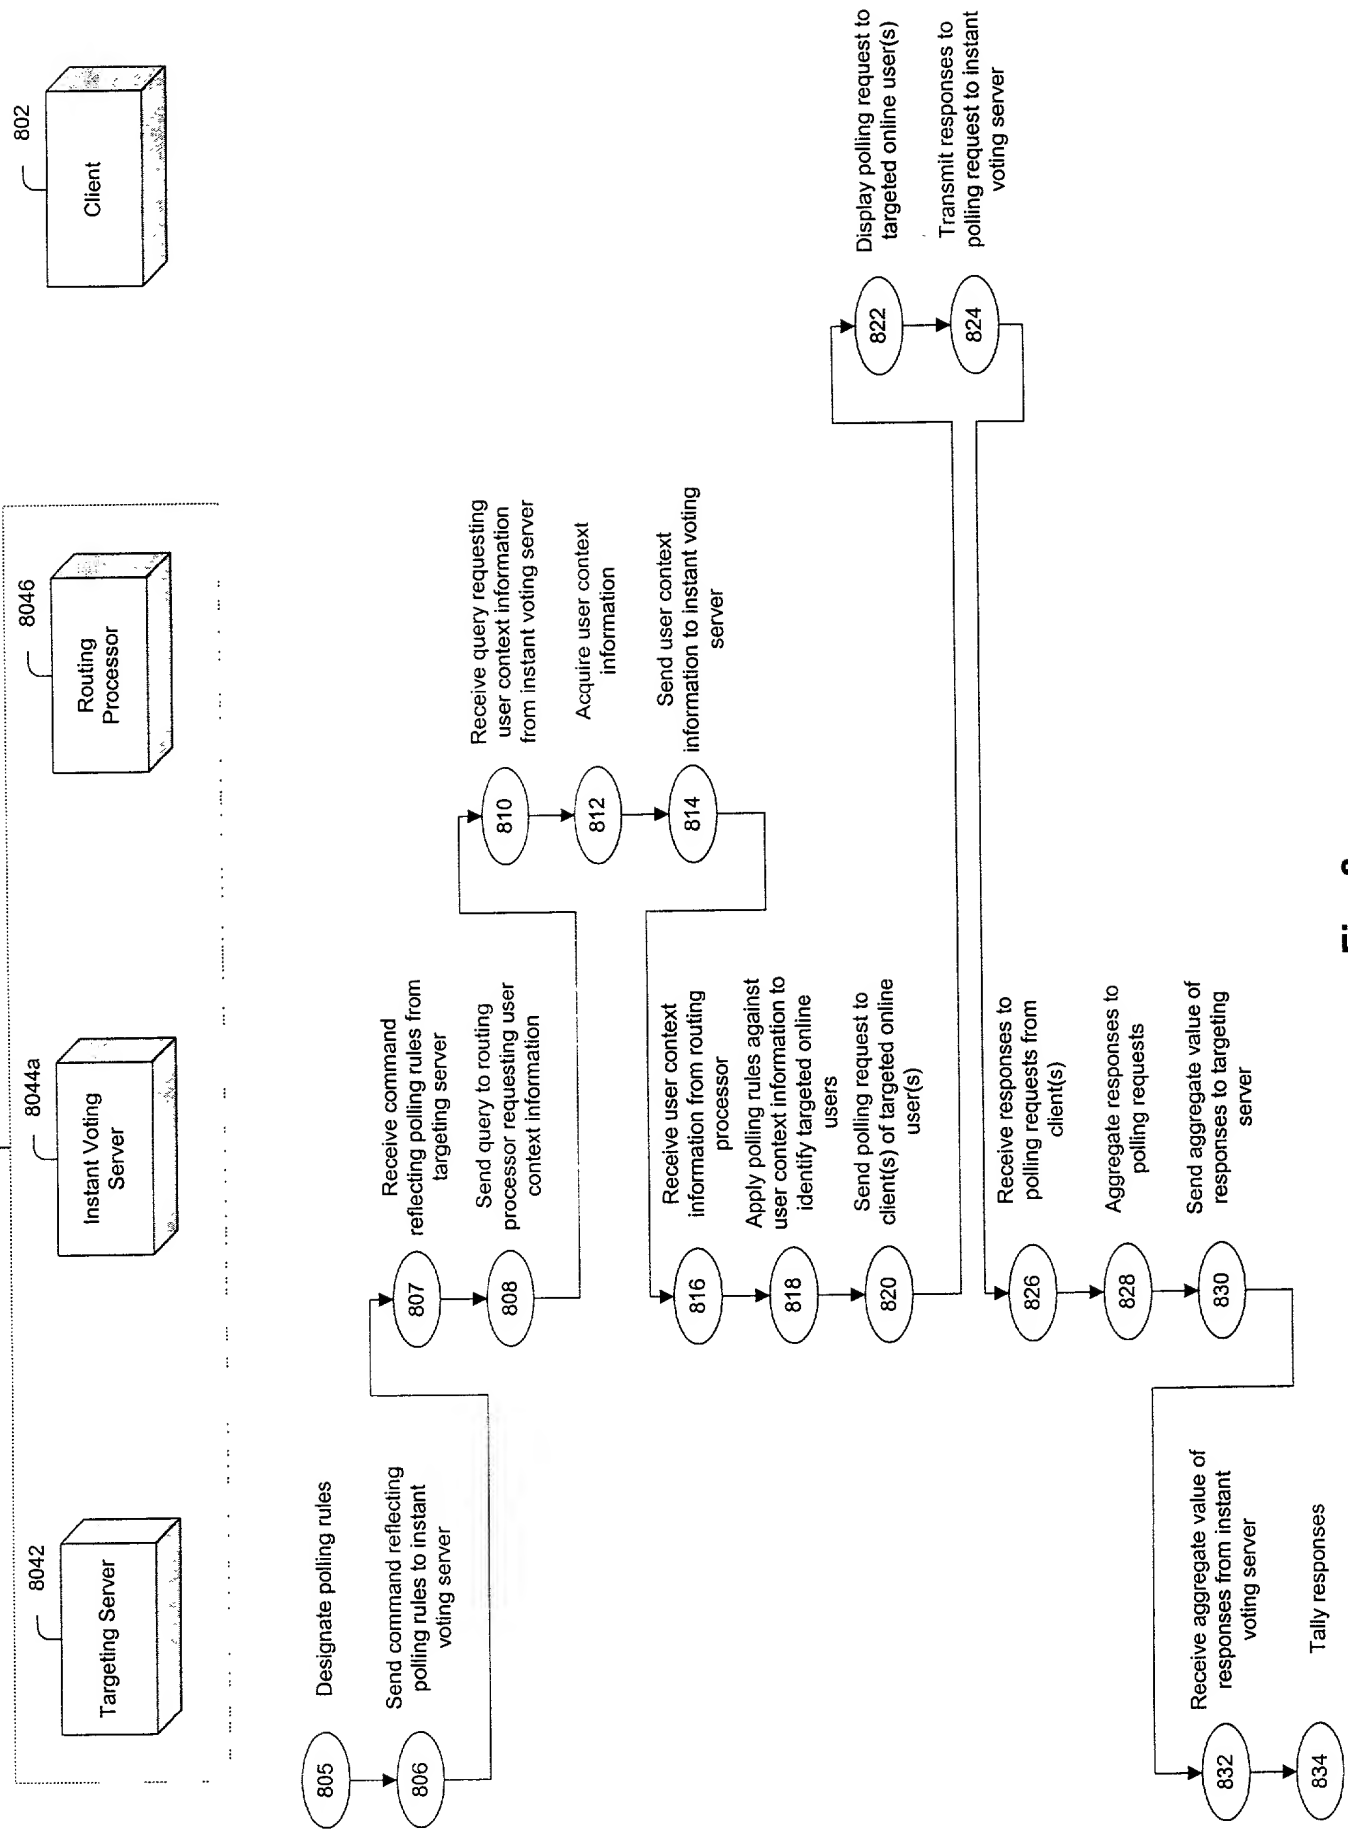 8042
Targeting Server
8044a
Instant Voting
Server
8046
Routing
Processor
802
Client
805
Designate polling rules
806
Send command reflecting
polling rules to instant
voting server
807
Receive command
reflecting polling rules from
targeting server
808
Send query to routing
processor requesting user
context information
810
Receive query requesting
user context information
from instant voting server
812
Acquire user context
information
814
Send user context
information to instant voting
server
816
Receive user context
information from routing
processor
818
Apply polling rules against
user context information to
identify targeted online
users
820
Send polling request to
client(s) of targeted online
user(s)
822
Display polling request to
targeted online user(s)
824
Transmit responses to
polling request to instant
voting server
826
Receive responses to
polling requests from
client(s)
828
Aggregate responses to
polling requests
830
Send aggregate value of
responses to targeting
server
832
Receive aggregate value of
responses from instant
voting server
834
Tally responses